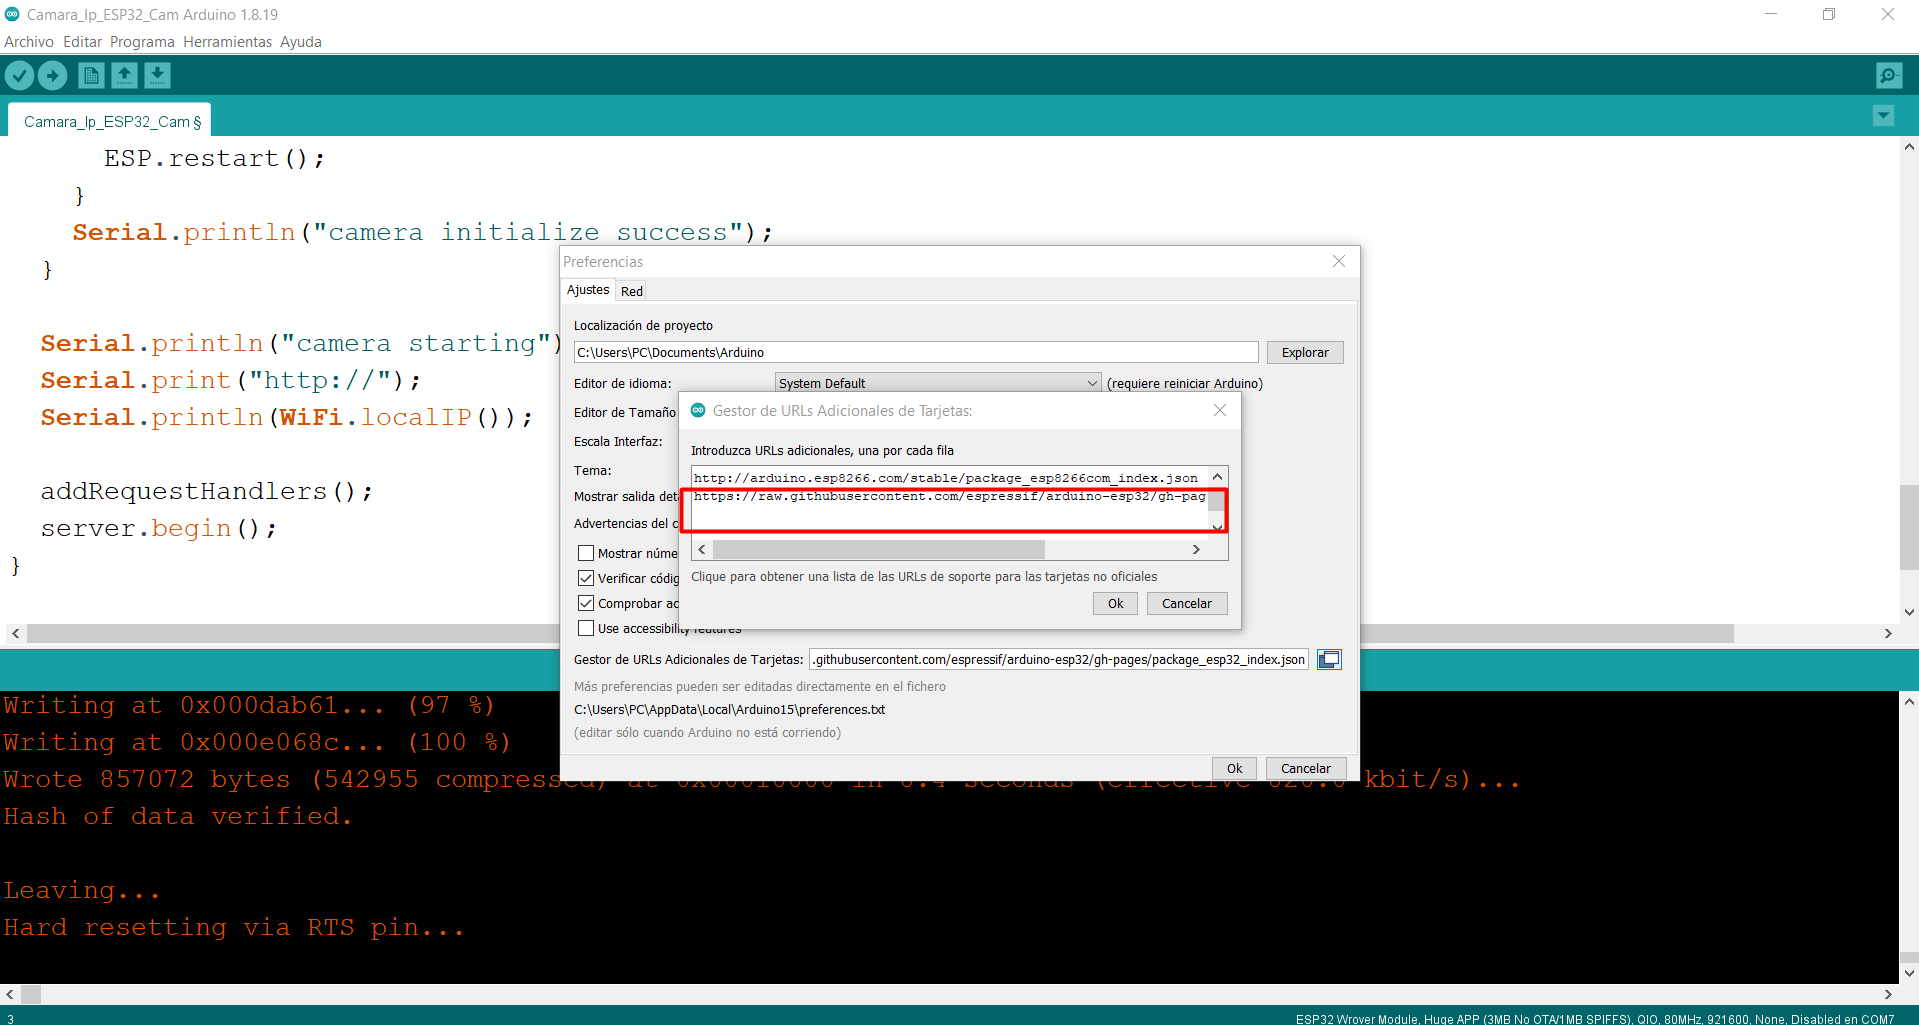 Camara_Ip_ESP32_Cam Arduino 1.8.19
Archivo Editar Programa Herramientas Ayuda
Camara_Ip_ESP32_Cam §
ESP.restart();
}
Serial.println("camera initialize success");
}
Serial.println("camera starting")
Serial.print("http://");
Serial.println(WiFi.localIP());
addRequestHandlers();
server.begin();
}
Preferencias
Ajustes Red
Localización de proyecto
C:\Users\PC\Documents\Arduino Explorar
Editor de idioma: System Default (requiere reiniciar Arduino)
Editor de Tamaño
Escala Interfaz:
Tema:
Mostrar salida deta
Advertencias del c
Mostrar núme
Verificar códig
Comprobar ac
Use accessibility features
Gestor de URLs Adicionales de Tarjetas:
Introduzca URLs adicionales, una por cada fila
http://arduino.esp8266.com/stable/package_esp8266com_index.json
https://raw.githubusercontent.com/espressif/arduino-esp32/gh-pag
Clique para obtener una lista de las URLs de soporte para las tarjetas no oficiales
Ok Cancelar
Gestor de URLs Adicionales de Tarjetas: .githubusercontent.com/espressif/arduino-esp32/gh-pages/package_esp32_index.json
Más preferencias pueden ser editadas directamente en el fichero
C:\Users\PC\AppData\Local\Arduino15\preferences.txt
(editar sólo cuando Arduino no está corriendo)
Ok Cancelar
Writing at 0x000dab61... (97 %)
Writing at 0x000e068c... (100 %)
Wrote 857072 bytes (542955 compressed) at in seconds (effective kbit/s)...
Hash of data verified.
Leaving...
Hard resetting via RTS pin...
3
ESP32 Wrover Module, Huge APP (3MB No OTA/1MB SPIFFS), QIO, 80MHz, 921600, None, Disabled en COM7